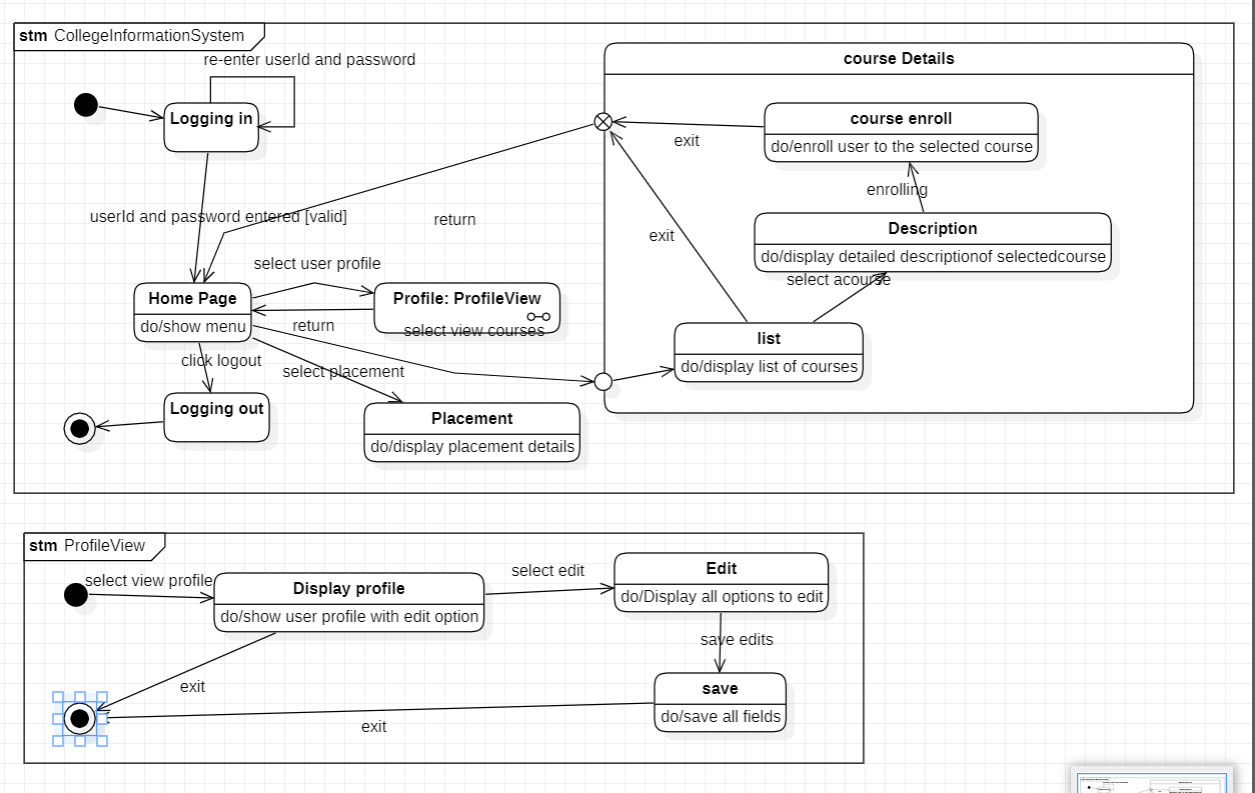 stm CollegeInformationSystem
re-enter userId and password
course Details
Logging in
course enroll
do/enroll user to the selected course
exit
enrolling
userId and password entered [valid]
return
exit
Description
do/display detailed descriptionof selectedcourse
select acourse
select user profile
Home Page
do/show menu
Profile: ProfileView
return
select view courses
list
do/display list of courses
click logout
select placement
Logging out
Placement
do/display placement details
stm ProfileView
select view profile
Display profile
do/show user profile with edit option
select edit
Edit
do/Display all options to edit
save edits
exit
save
do/save all fields
exit